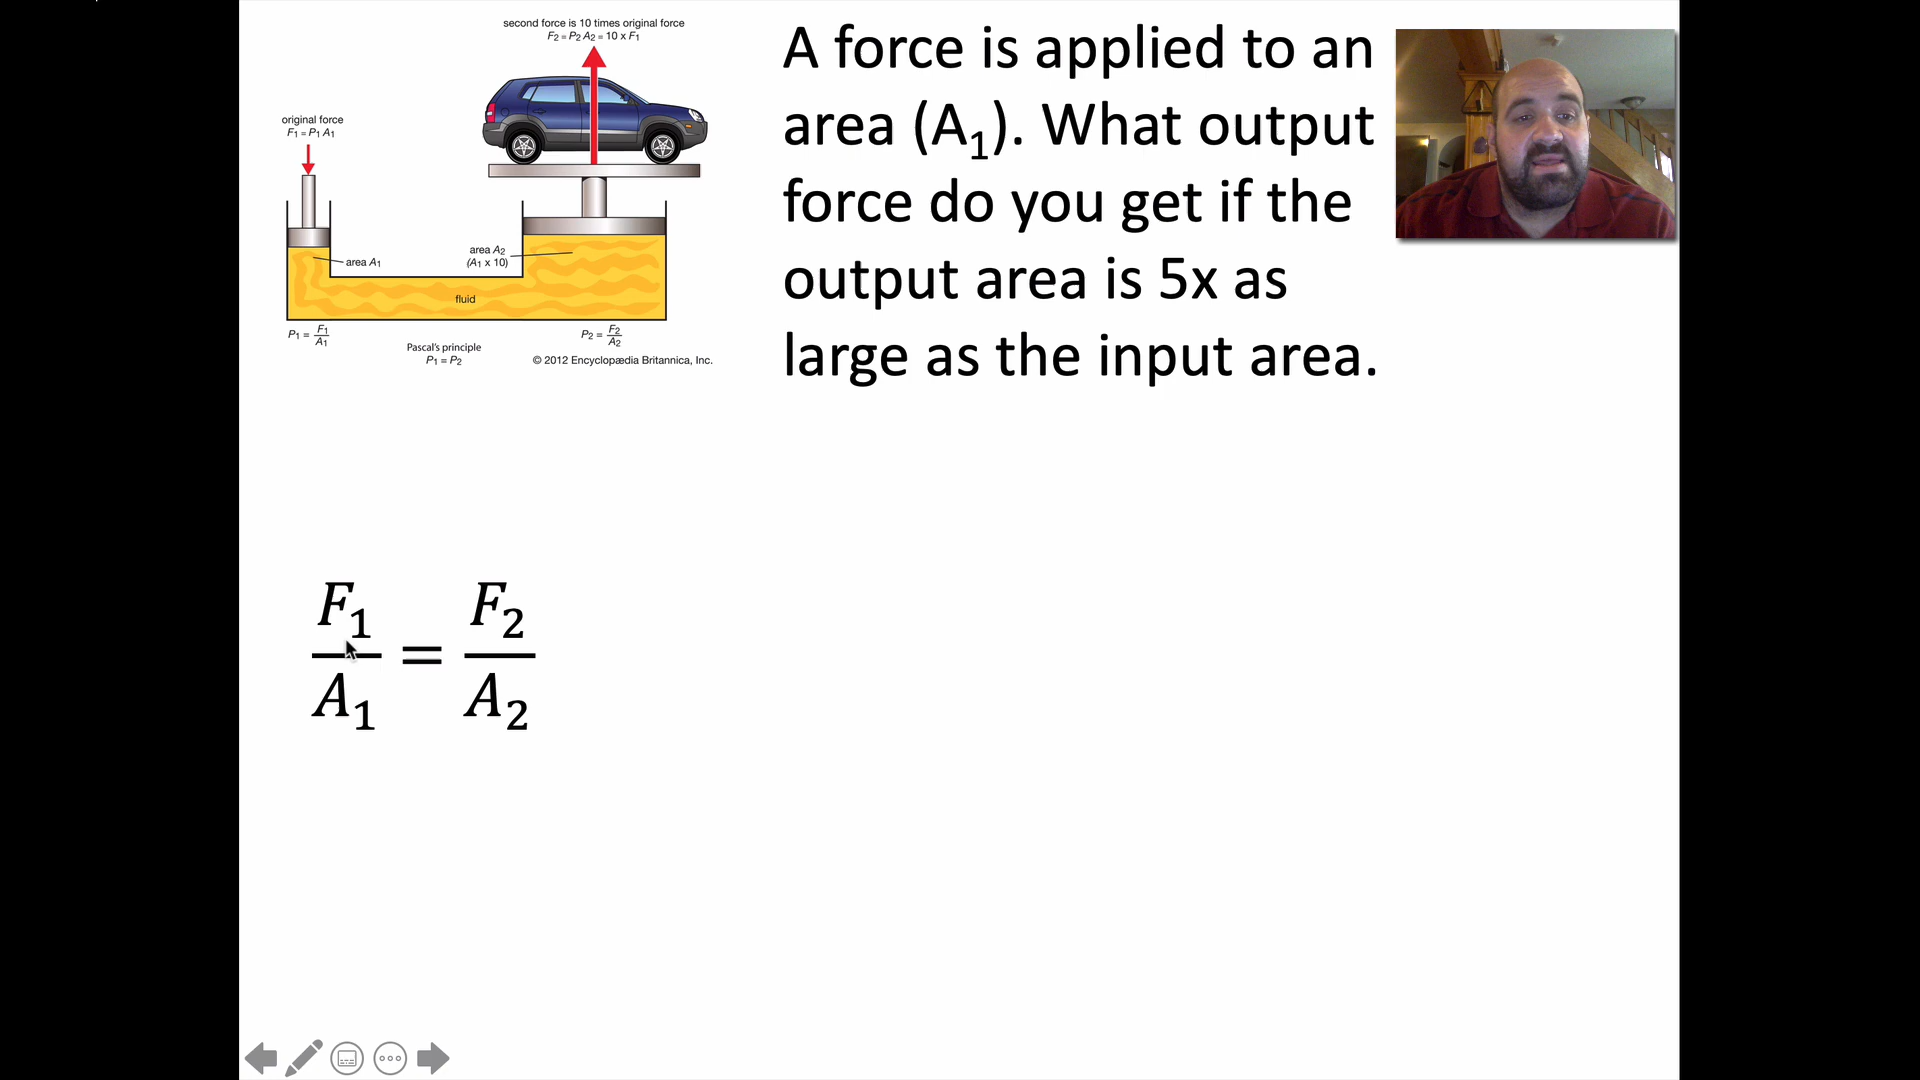 second force is 10 times original force
F₂ = P₂ A₂ = 10 x F₁
original force
F₁ = P₁ A₁
area A₁
area A₂
(A₁ x 10)
fluid
P₁ = F₁/A₁
P₂ = F₂/A₂
Pascal's principle
P₁ = P₂
© 2012 Encyclopædia Britannica, Inc.
A force is applied to an
area (A₁). What output
force do you get if the
output area is 5x as
large as the input area.
F₁/A₁ = F₂/A₂